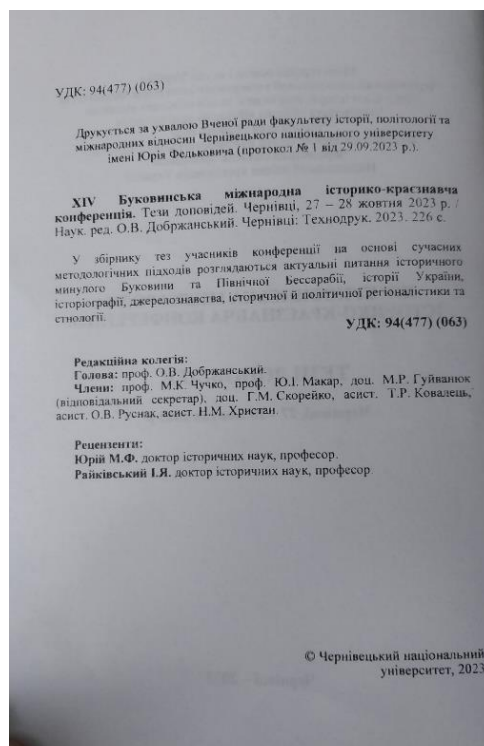 УДК: 94(477) (063)
Друкується за ухвалою Вченої ради факультету історії, політології та
міжнародних відносин Чернівецького національного університету
імені Юрія Федьковича (протокол № 1 від 29.09.2023 р.).
XIV Буковинська міжнародна історико-краєзнавча
конференція. Тези доповідей. Чернівці, 27 – 28 жовтня 2023 р. /
Наук. ред. О.В. Добржанський. Чернівці: Технодрук. 2023. 226 с.
У збірнику тез учасників конференції на основі сучасних
методологічних підходів розглядаються актуальні питання історичного
минулого Буковини та Північної Бессарабії, історії України,
історіографії, джерелознавства, історичної й політичної регіоналістики та
етнології.
УДК: 94(477) (063)
Редакційна колегія:
Голова: проф. О.В. Добржанський.
Члени: проф. М.К. Чучко, проф. Ю.І. Макар, доц. М.Р. Гуйванюк
(відповідальний секретар), доц. Г.М. Скорейко, асист. Т.Р. Ковалець,
асист. О.В. Руснак, асист. Н.М. Христан.
Рецензенти:
Юрій М.Ф. доктор історичних наук, професор.
Райківський І.Я. доктор історичних наук, професор
© Чернівецький національний
університет, 2023